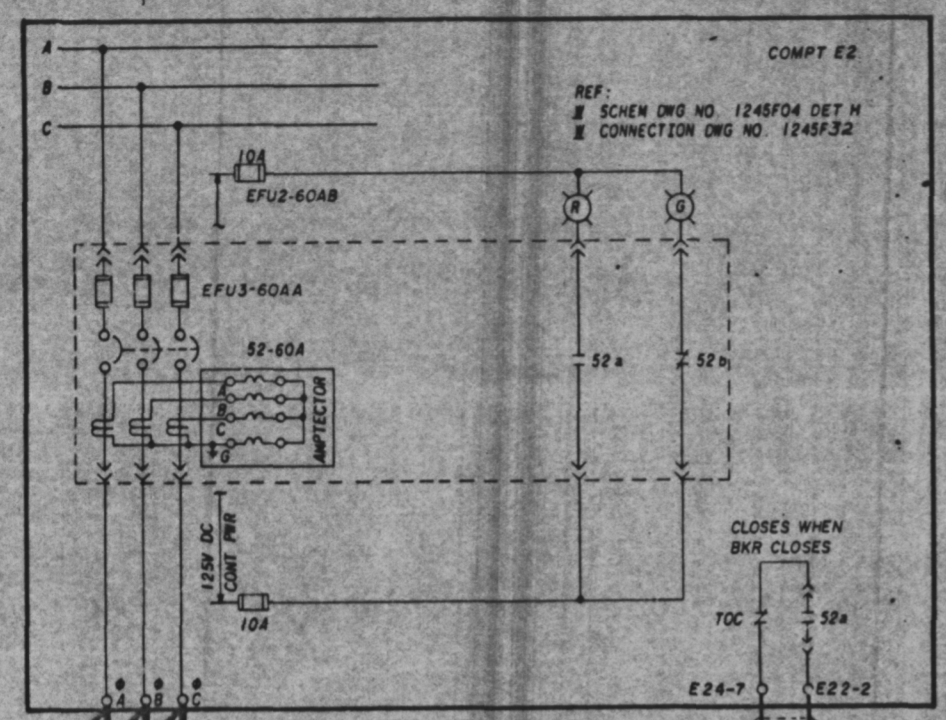 A
COMPT E2
B
REF:
SCHEM DWG NO. 1245F04 DET H
CONNECTION DWG NO. 1245F32
C
10A
EFU2-60AB
R
G
EFU3-60AA
52-60A
52a
52b
A
B
C
G
AMPTECTOR
125V DC
CONT PWR
10A
CLOSES WHEN
BKR CLOSES
TOC
52a
E24-7
E22-2
A
B
C